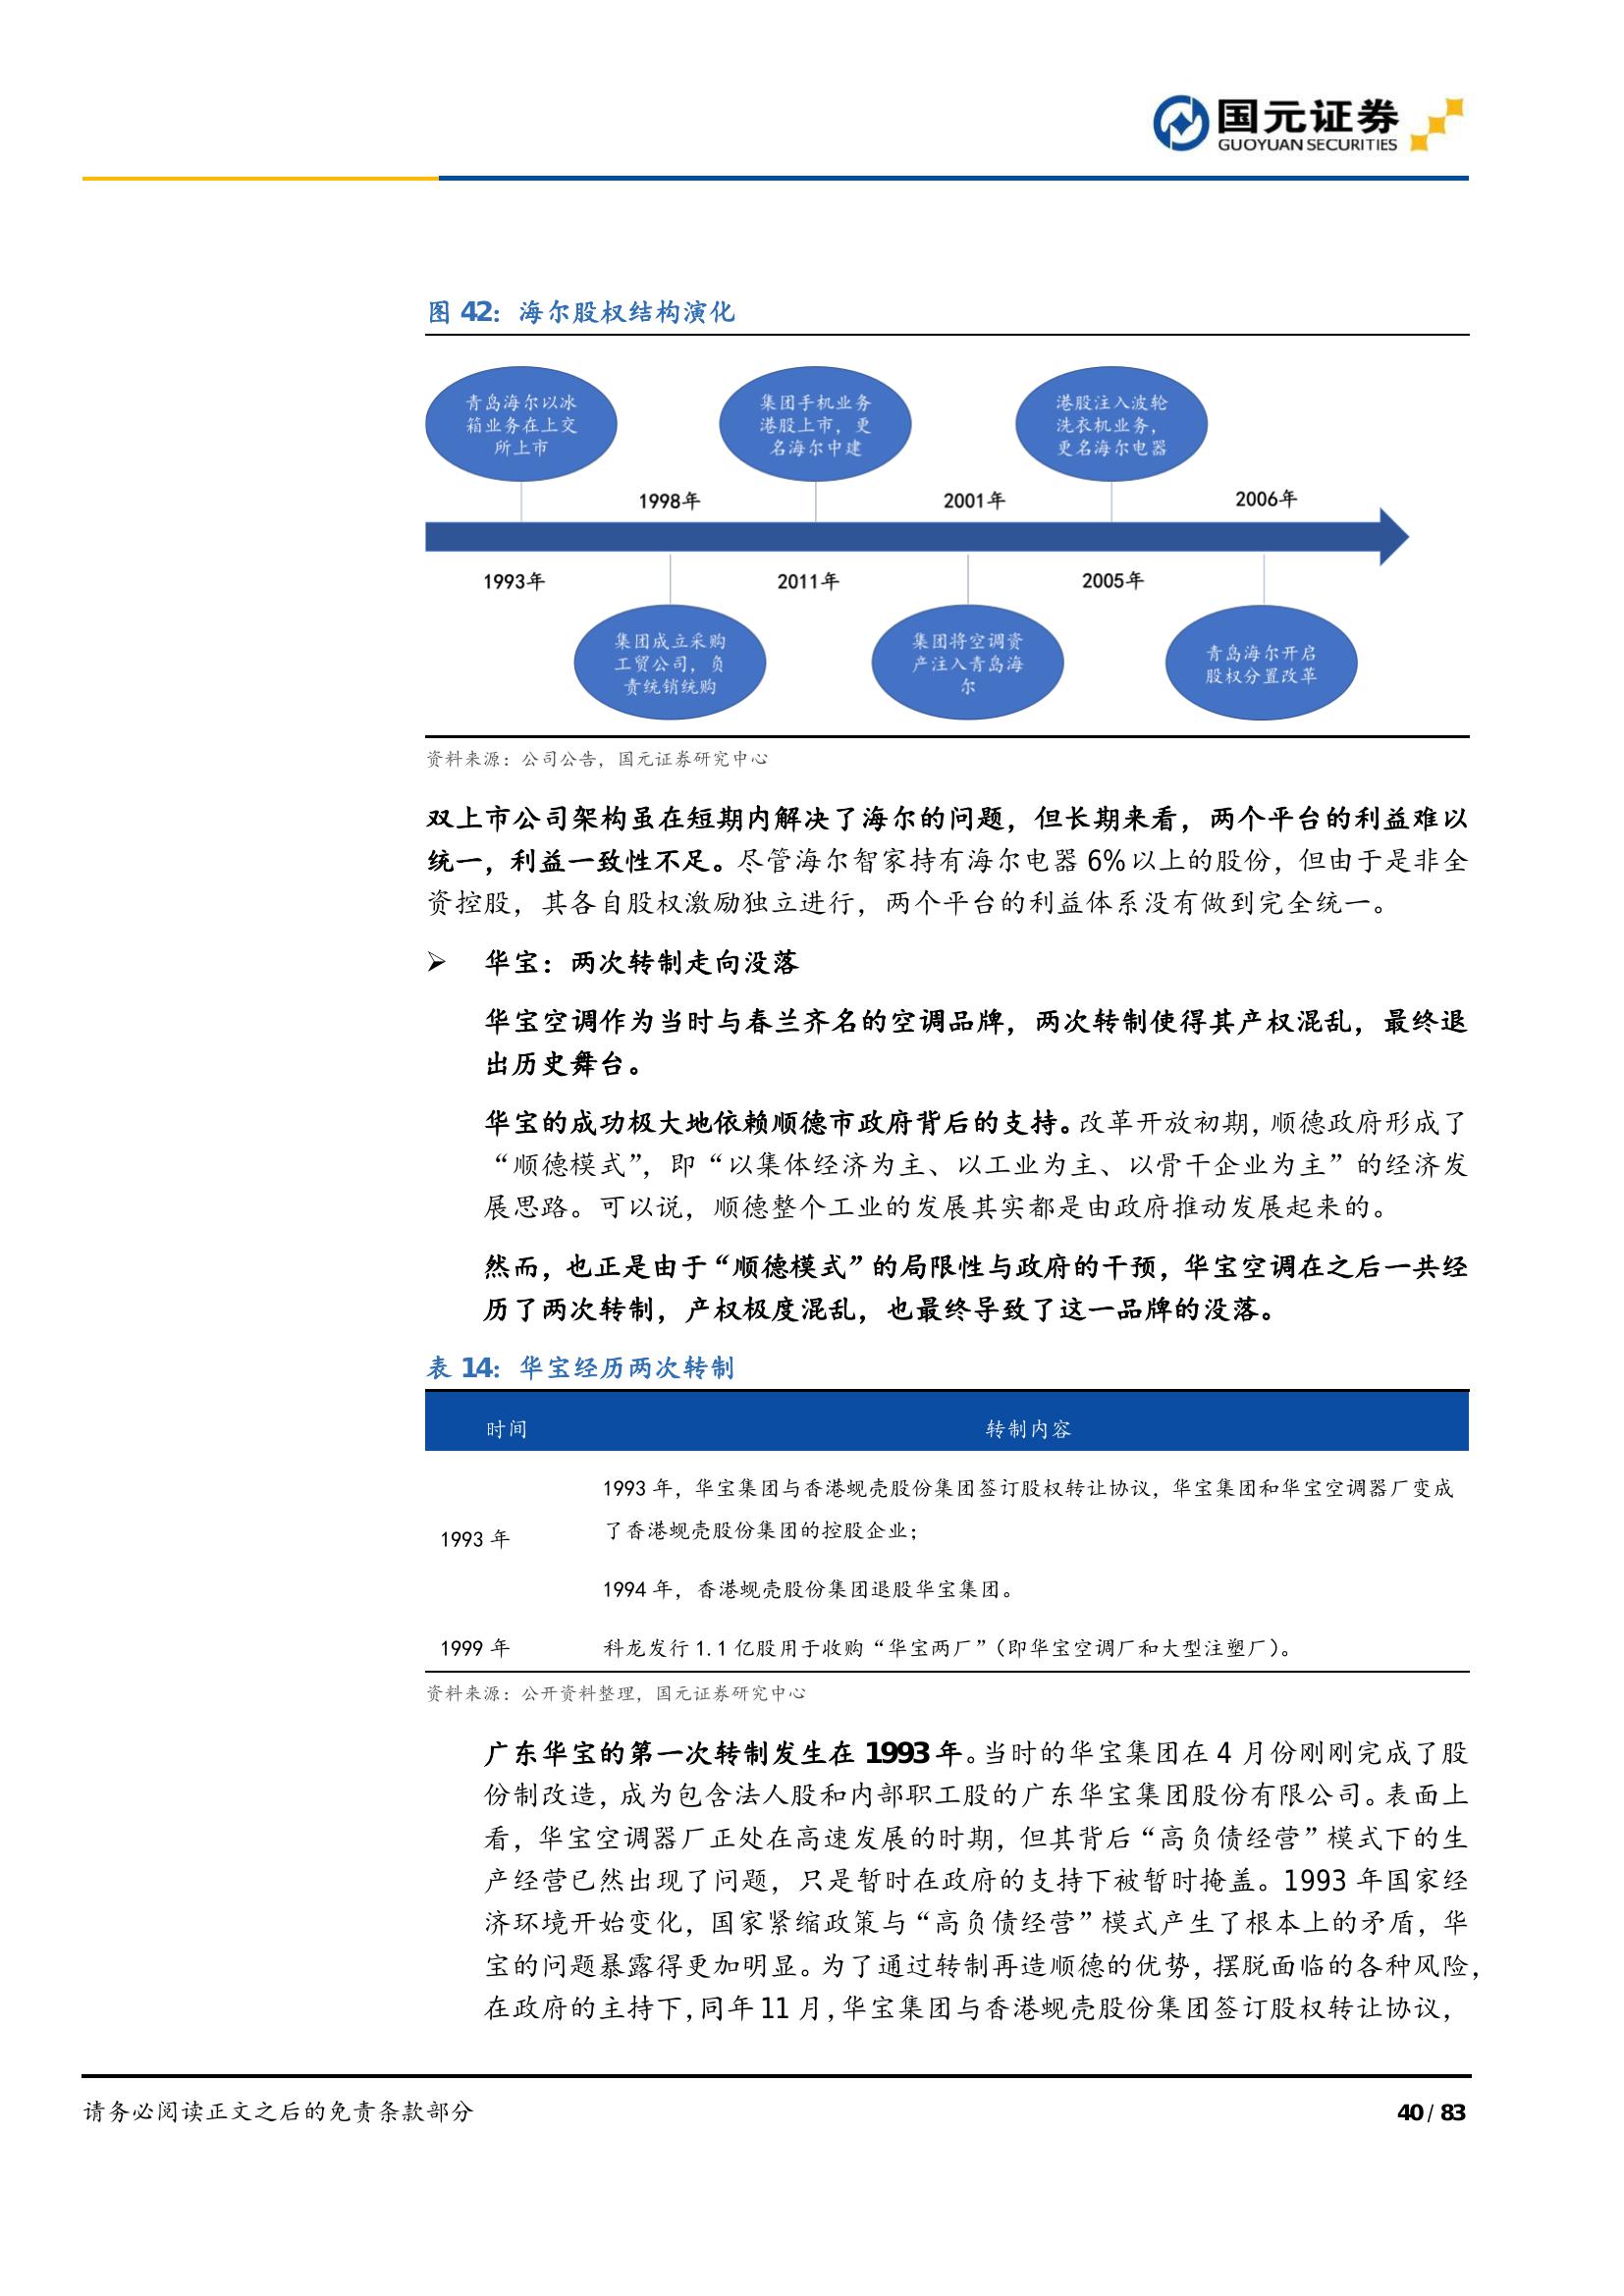 国元证券
GUOYUAN SECURITIES
图 42：海尔股权结构演化
青岛海尔以冰
箱业务在上交
所上市
集团手机业务
港股上市，更
名海尔中建
港股注入波轮
洗衣机业务，
更名海尔电器
1998年
2001年
2006年
1993年
2011年
2005年
集团成立采购
工贸公司，负
责统销统购
集团将空调资
产注入青岛海
尔
青岛海尔开启
股权分置改革
资料来源：公司公告，国元证券研究中心
双上市公司架构虽在短期内解决了海尔的问题，但长期来看，两个平台的利益难以
统一，利益一致性不足。尽管海尔智家持有海尔电器 6%以上的股份，但由于是非全
资控股，其各自股权激励独立进行，两个平台的利益体系没有做到完全统一。
➢ 华宝：两次转制走向没落
华宝空调作为当时与春兰齐名的空调品牌，两次转制使得其产权混乱，最终退
出历史舞台。
华宝的成功极大地依赖顺德市政府背后的支持。改革开放初期，顺德政府形成了
“顺德模式”，即“以集体经济为主、以工业为主、以骨干企业为主”的经济发
展思路。可以说，顺德整个工业的发展其实都是由政府推动发展起来的。
然而，也正是由于“顺德模式”的局限性与政府的干预，华宝空调在之后一共经
历了两次转制，产权极度混乱，也最终导致了这一品牌的没落。
表 14：华宝经历两次转制
时间 转制内容
1993 年，华宝集团与香港蚬壳股份集团签订股权转让协议，华宝集团和华宝空调器厂变成
了香港蚬壳股份集团的控股企业；
1993 年
1994 年，香港蚬壳股份集团退股华宝集团。
1999 年 科龙发行 1.1 亿股用于收购“华宝两厂”（即华宝空调厂和大型注塑厂）。
资料来源：公开资料整理，国元证券研究中心
广东华宝的第一次转制发生在 1993 年。当时的华宝集团在 4 月份刚刚完成了股
份制改造，成为包含法人股和内部职工股的广东华宝集团股份有限公司。表面上
看，华宝空调器厂正处在高速发展的时期，但其背后“高负债经营”模式下的生
产经营已然出现了问题，只是暂时在政府的支持下被暂时掩盖。1993 年国家经
济环境开始变化，国家紧缩政策与“高负债经营”模式产生了根本上的矛盾，华
宝的问题暴露得更加明显。为了通过转制再造顺德的优势，摆脱面临的各种风险，
在政府的主持下，同年 11 月，华宝集团与香港蚬壳股份集团签订股权转让协议，
请务必阅读正文之后的免责条款部分 40 / 83